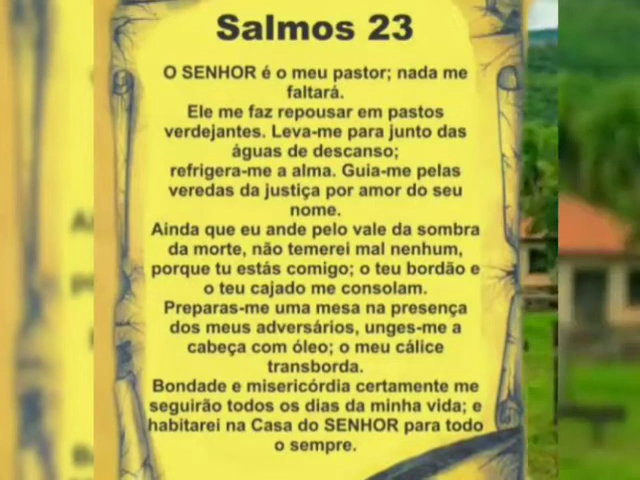 Salmos 23
O SENHOR é o meu pastor; nada me
faltará.
Ele me faz repousar em pastos
verdejantes. Leva-me para junto das
águas de descanso;
refrigera-me a alma. Guia-me pelas
veredas da justiça por amor do seu
nome.
Ainda que eu ande pelo vale da sombra
da morte, não temerei mal nenhum,
porque tu estás comigo; o teu bordão e
o teu cajado me consolam.
Preparas-me uma mesa na presença
dos meus adversários, unges-me a
cabeça com óleo; o meu cálice
transborda.
Bondade e misericórdia certamente me
seguirão todos os dias da minha vida; e
habitarei na Casa do SENHOR para todo
o sempre.